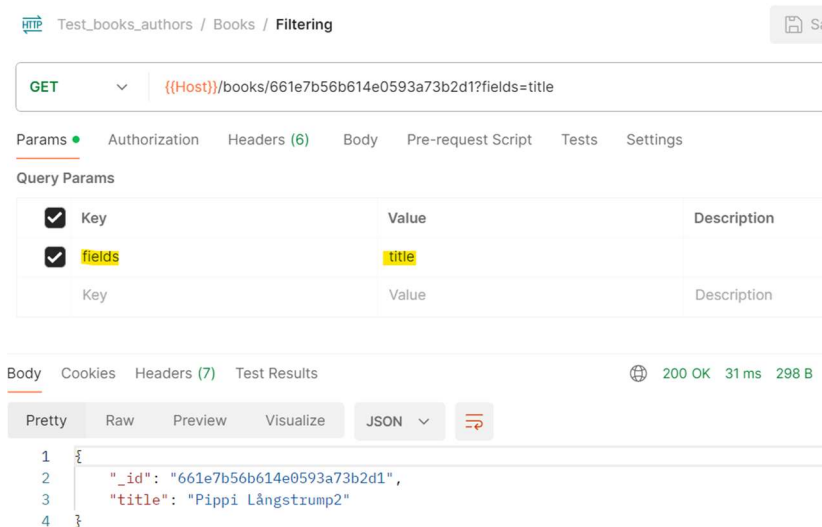 HTTP Test_books_authors / Books / Filtering
GET {{Host}}/books/661e7b56b614e0593a73b2d1?fields=title
Params Authorization Headers (6) Body Pre-request Script Tests Settings
Query Params
Key Value Description
fields title
Key Value Description
Body Cookies Headers (7) Test Results 200 OK 31 ms 298 B
Pretty Raw Preview Visualize JSON
1 {
2 "_id": "661e7b56b614e0593a73b2d1",
3 "title": "Pippi Långstrump2"
4 }